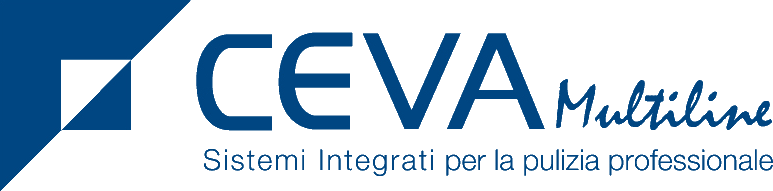 CEVA Multiline
Sistemi Integrati per la pulizia professionale